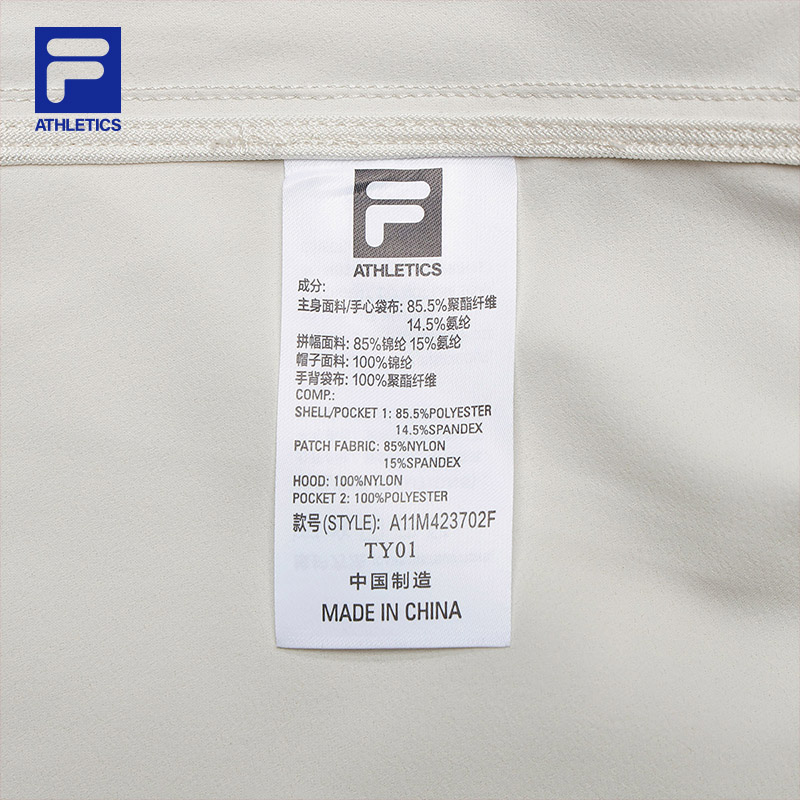 F
ATHLETICS
F
ATHLETICS
成分:
主身面料/手心袋布: 85.5%聚酯纤维
14.5%氨纶
拼幅面料: 85%锦纶 15%氨纶
帽子面料: 100%锦纶
手背袋布: 100%聚酯纤维
COMP.:
SHELL/POCKET 1: 85.5%POLYESTER
14.5%SPANDEX
PATCH FABRIC: 85%NYLON
15%SPANDEX
HOOD: 100%NYLON
POCKET 2: 100%POLYESTER
款号(STYLE): A11M423702F
TY01
中国制造
MADE IN CHINA